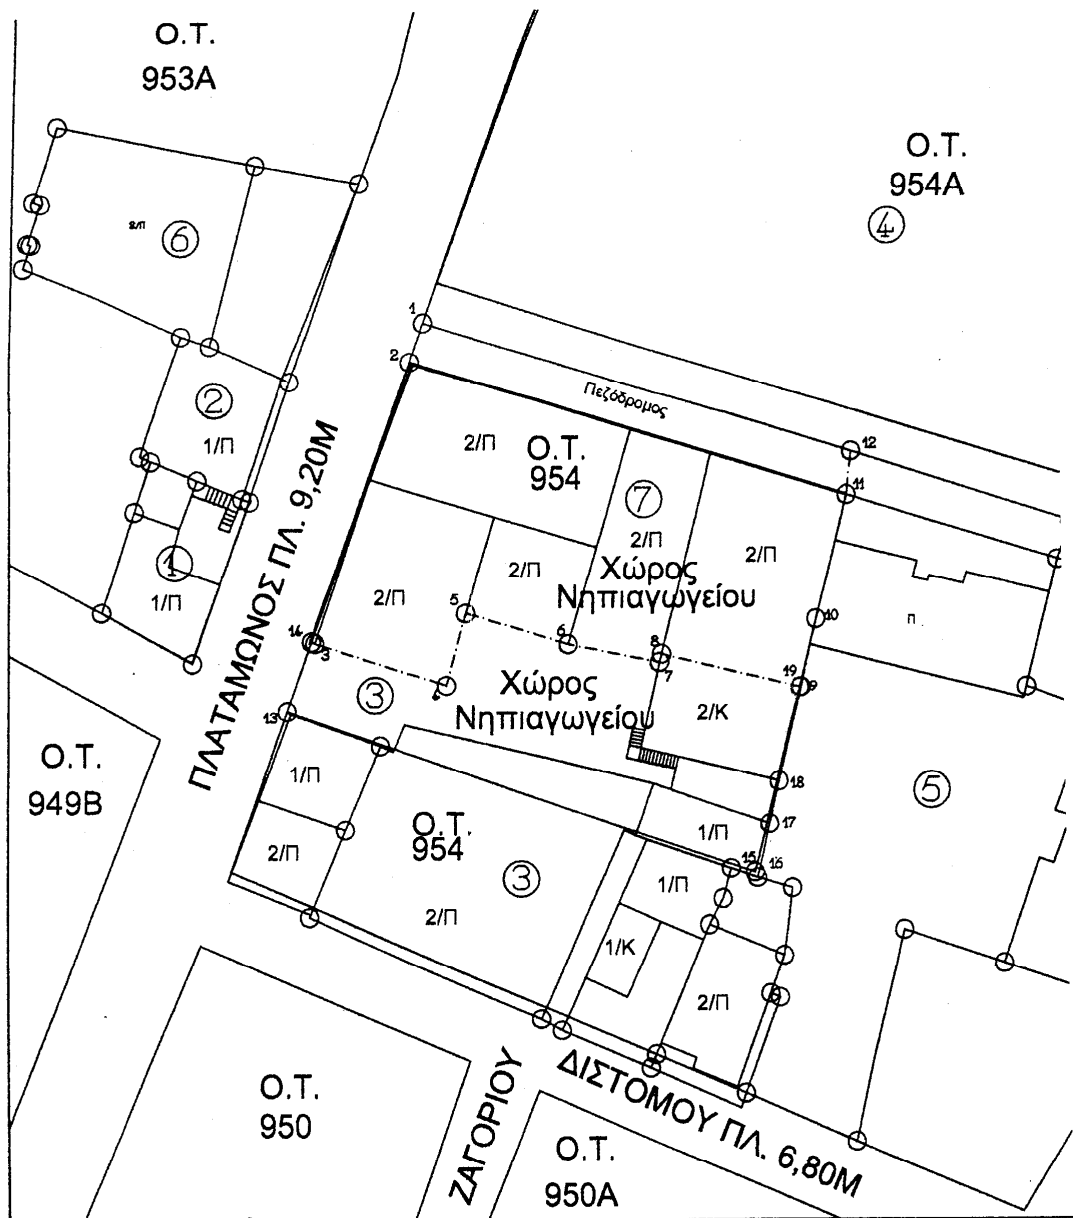 Ο.Τ.
953Α
Ο.Τ.
954Α
4
2/Π
6
1
2
Πεζόδρομος
12
2
1/Π
2/Π
Ο.Τ.
954
11
7
2/Π
2/Π
ΠΛΑΤΑΜΩΝΟΣ ΠΛ. 9,20Μ
1
1/Π
2/Π
2/Π
Χώρος
Νηπιαγωγείου
5
6
10
Π
14
3
8
7
19
9
3
Χώρος
Νηπιαγωγείου
2/Κ
13
Ο.Τ.
949Β
1/Π
18
5
2/Π
Ο.Τ.
954
1/Π
17
3
15
16
1/Π
2/Π
1/Κ
2/Π
ΔΙΣΤΟΜΟΥ ΠΛ. 6,80Μ
ΖΑΓΟΡΙΟΥ
Ο.Τ.
950
Ο.Τ.
950Α